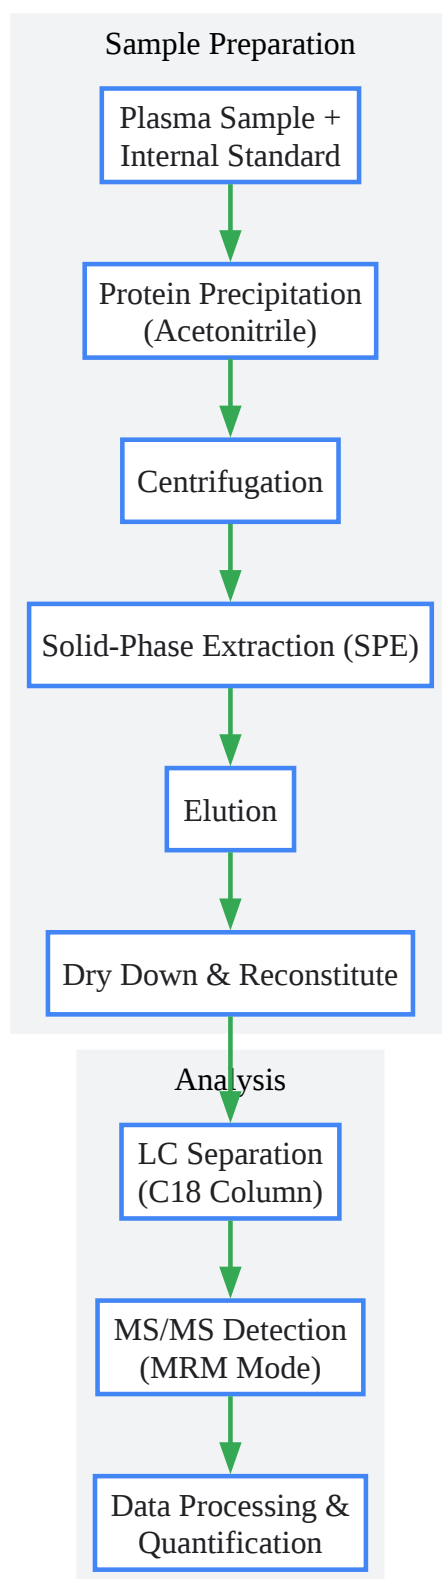 Sample Preparation
Plasma Sample +
Internal Standard
Protein Precipitation
(Acetonitrile)
Centrifugation
Solid-Phase Extraction (SPE)
Elution
Dry Down & Reconstitute
Analysis
LC Separation
(C18 Column)
MS/MS Detection
(MRM Mode)
Data Processing &
Quantification